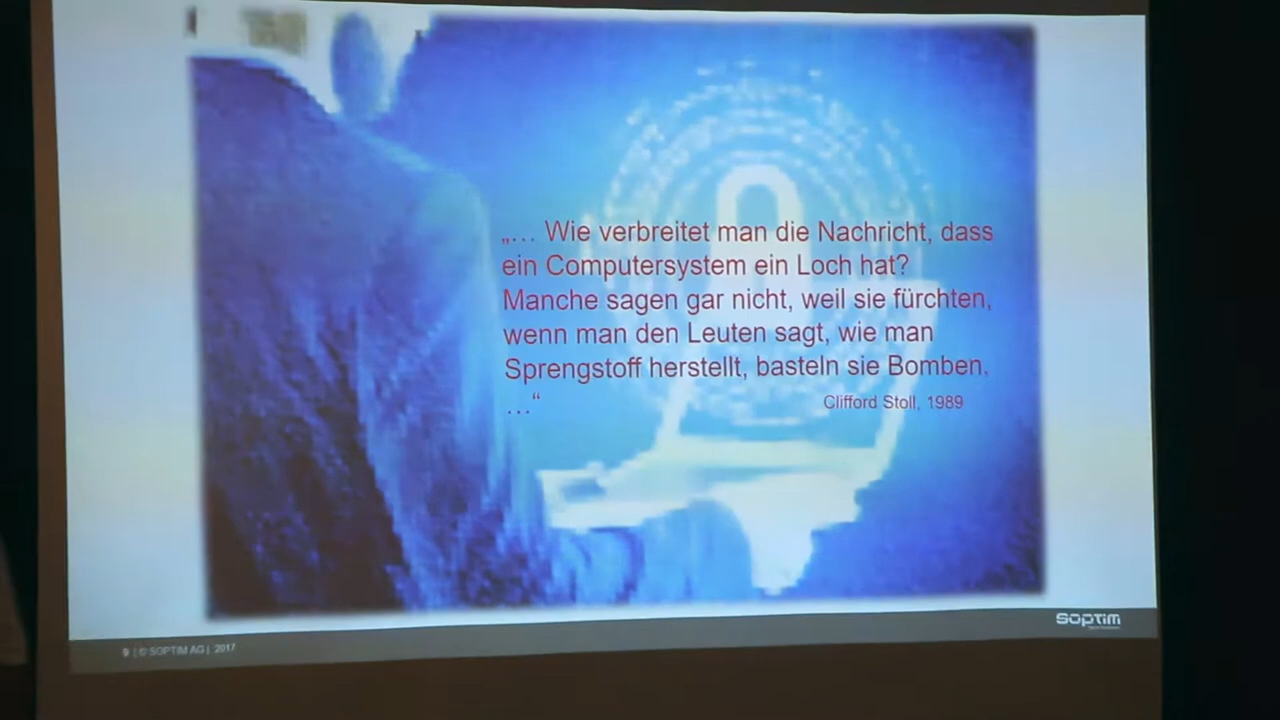 „… Wie verbreitet man die Nachricht, dass
ein Computersystem ein Loch hat?
Manche sagen gar nicht, weil sie fürchten,
wenn man den Leuten sagt, wie man
Sprengstoff herstellt, basteln sie Bombен,
…“
Clifford Stoll, 1989
9 | © SOPTIM AG | 2017
SOPTIM